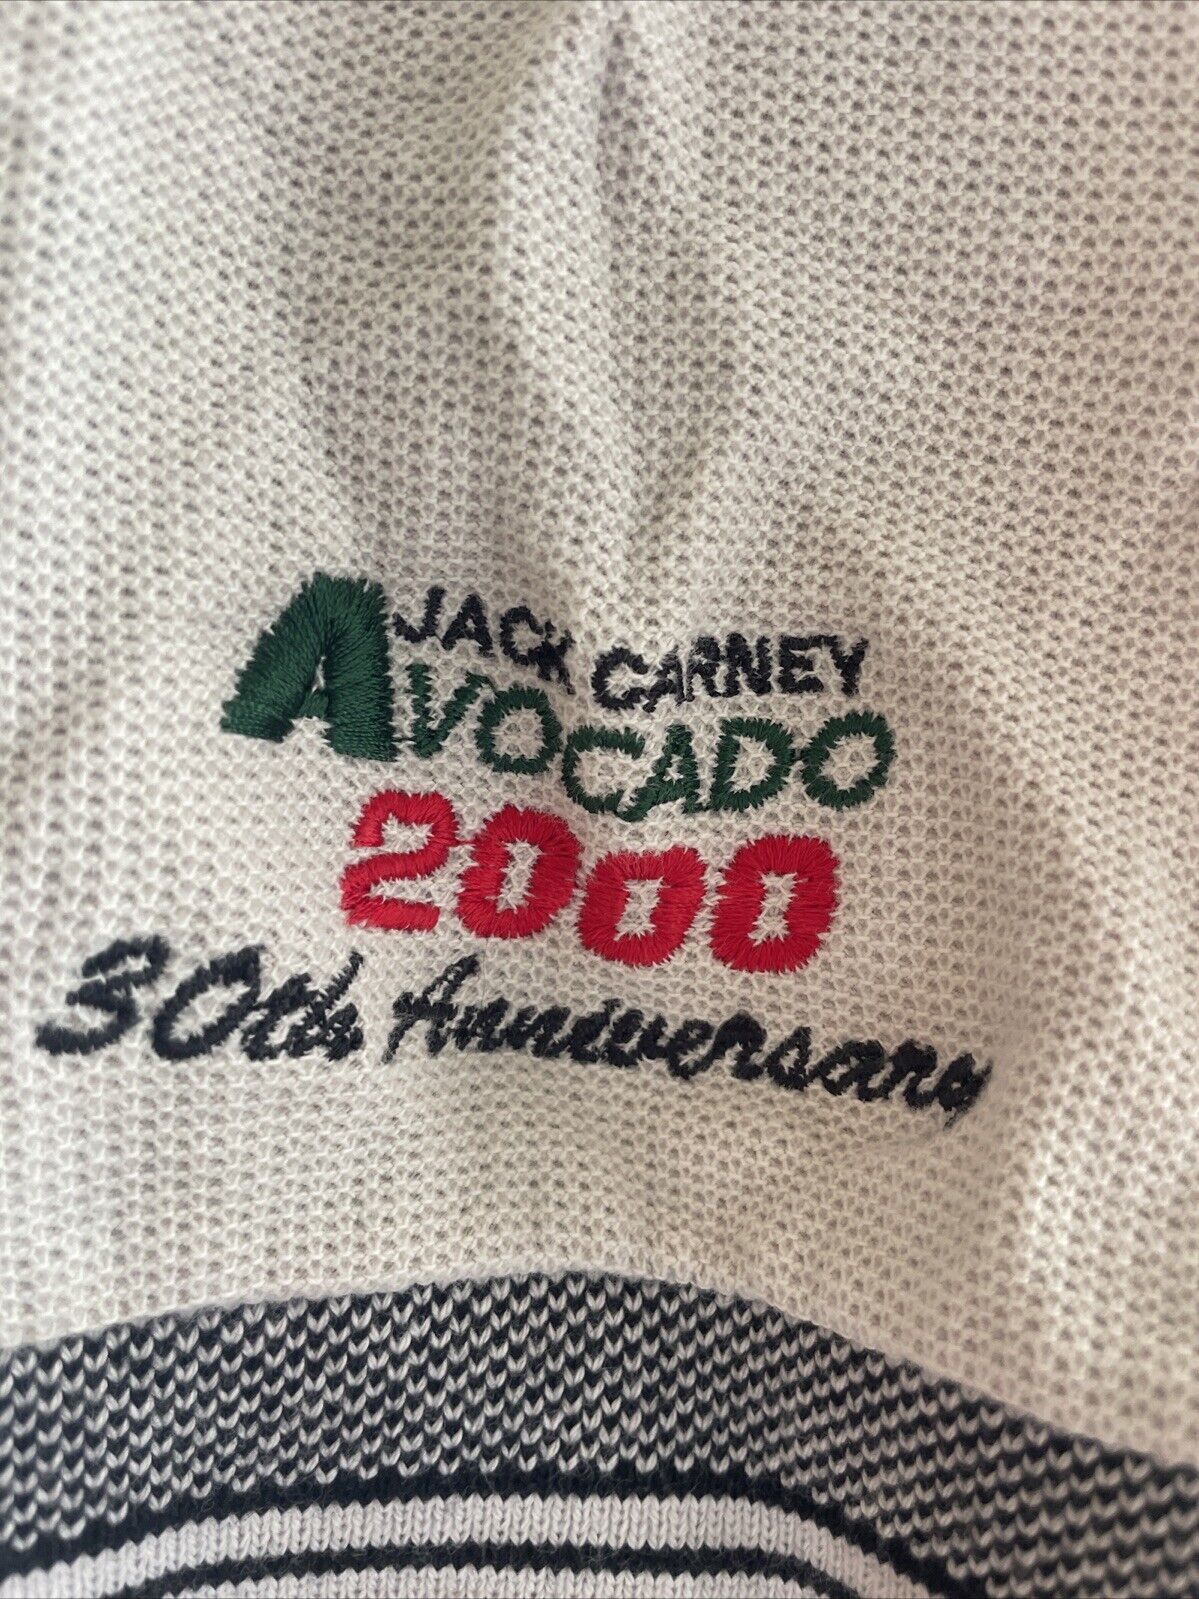 JACK CARNEY
AVOCADO
2000
30th Anniversary